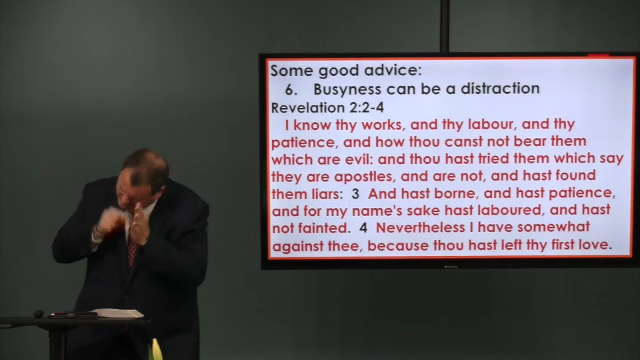 Some good advice:
6. Busyness can be a distraction
Revelation 2:2-4
I know thy works, and thy labour, and thy
patience, and how thou canst not bear them
which are evil: and thou hast tried them which say
they are apostles, and are not, and hast found
them liars: 3 And hast borne, and hast patience,
and for my name's sake hast laboured, and hast
not fainted. 4 Nevertheless I have somewhat
against thee, because thou hast left thy first love.